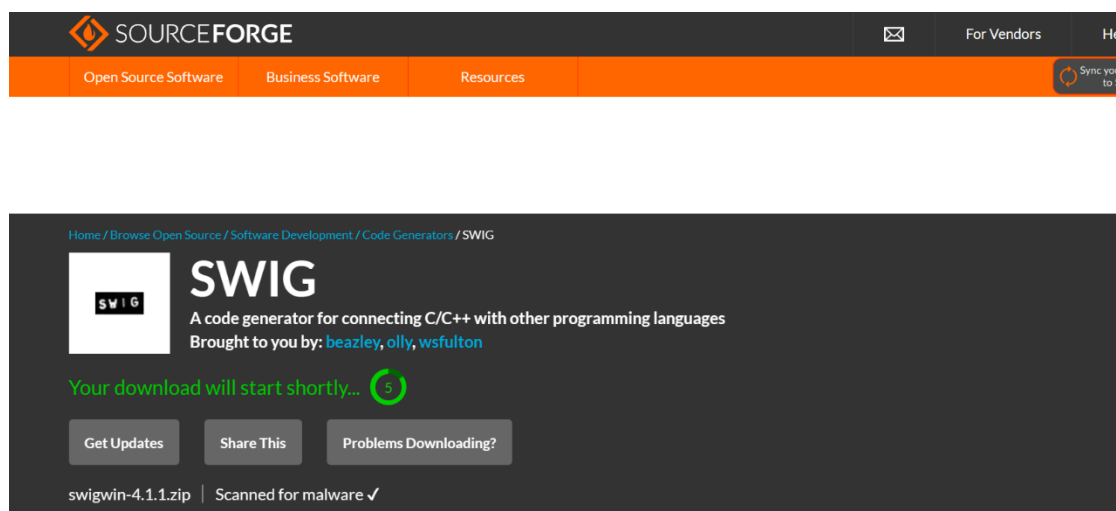 SOURCEFORGE
For Vendors
Open Source Software Business Software Resources
Home / Browse Open Source / Software Development / Code Generators / SWIG
SWIG
SWIG
A code generator for connecting C/C++ with other programming languages
Brought to you by: beazley, olly, wsfulton
Your download will start shortly... 5
Get Updates Share This Problems Downloading?
swigwin-4.1.1.zip | Scanned for malware ✓